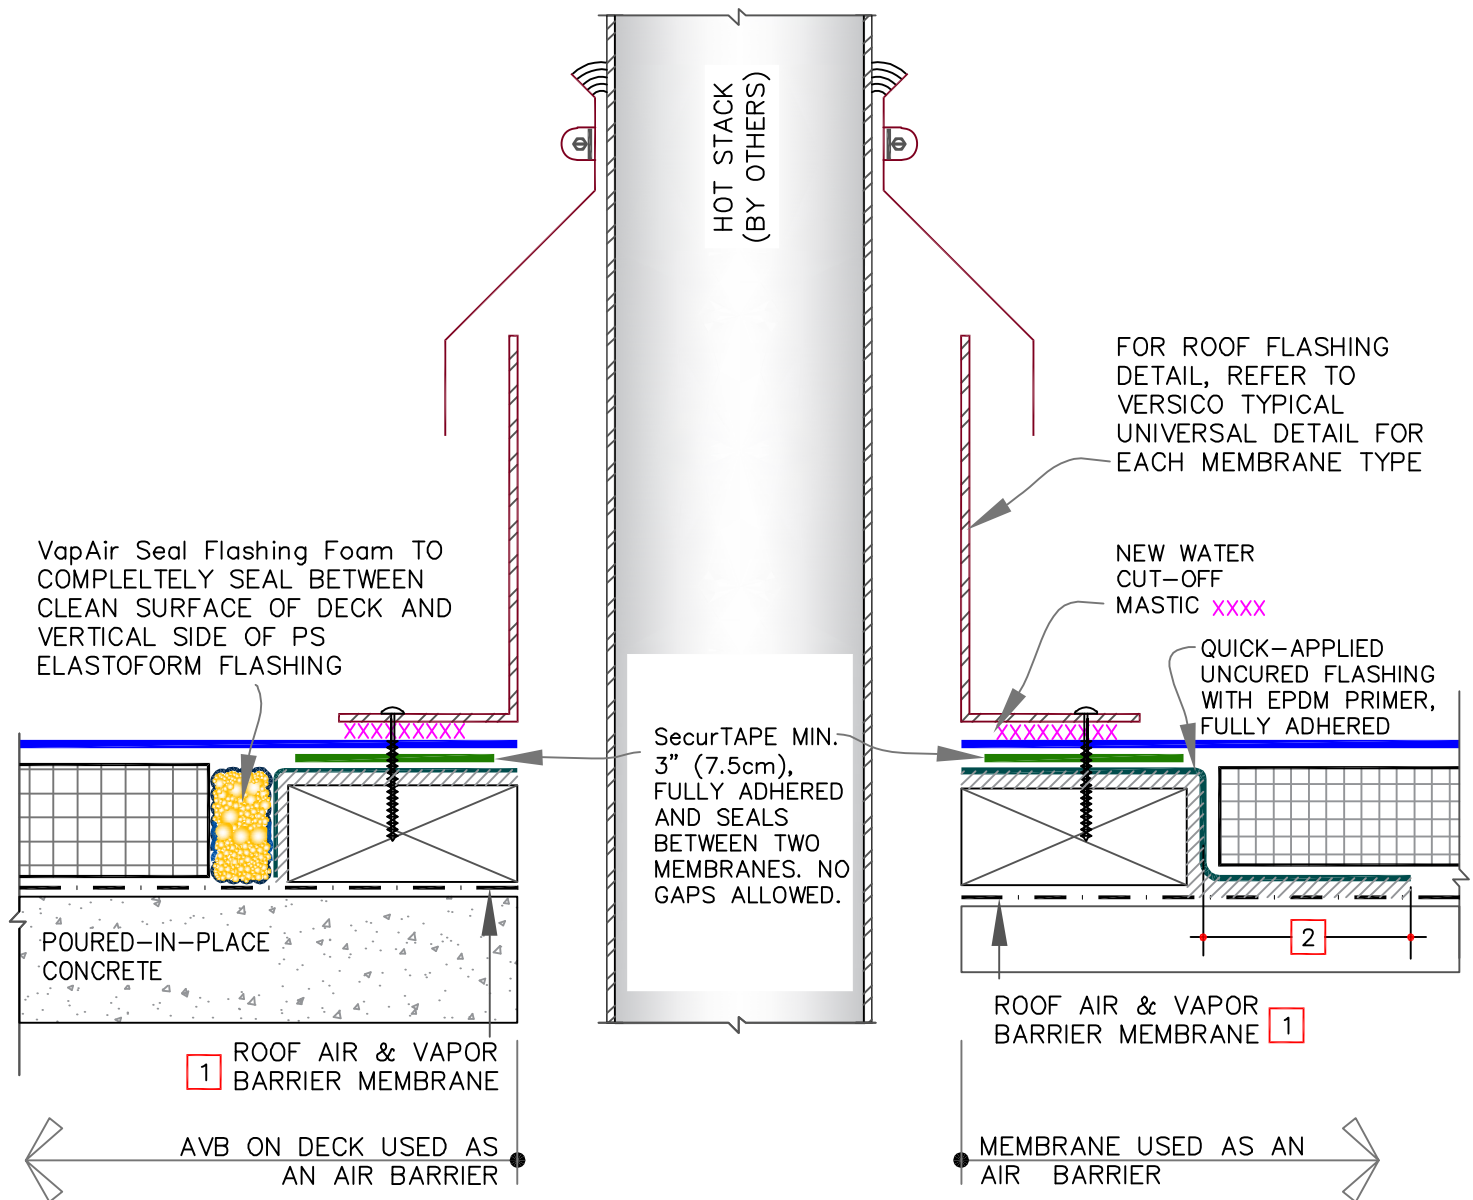 HOT STACK
(BY OTHERS)
FOR ROOF FLASHING
DETAIL, REFER TO
VERSICO TYPICAL
UNIVERSAL DETAIL FOR
EACH MEMBRANE TYPE
VapAir Seal Flashing Foam TO
COMPLELTELY SEAL BETWEEN
CLEAN SURFACE OF DECK AND
VERTICAL SIDE OF PS
ELASTOFORM FLASHING
NEW WATER
CUT-OFF
MASTIC XXXX
QUICK-APPLIED
UNCURED FLASHING
WITH EPDM PRIMER,
FULLY ADHERED
XXXXXXXXXX
XXXXXXXXX
SecurTAPE MIN.
3" (7.5cm),
FULLY ADHERED
AND SEALS
BETWEEN TWO
MEMBRANES. NO
GAPS ALLOWED.
POURED-IN-PLACE
CONCRETE
2
ROOF AIR & VAPOR
BARRIER MEMBRANE 1
1 ROOF AIR & VAPOR
BARRIER MEMBRANE
AVB ON DECK USED AS
AN AIR BARRIER
MEMBRANE USED AS AN
AIR BARRIER